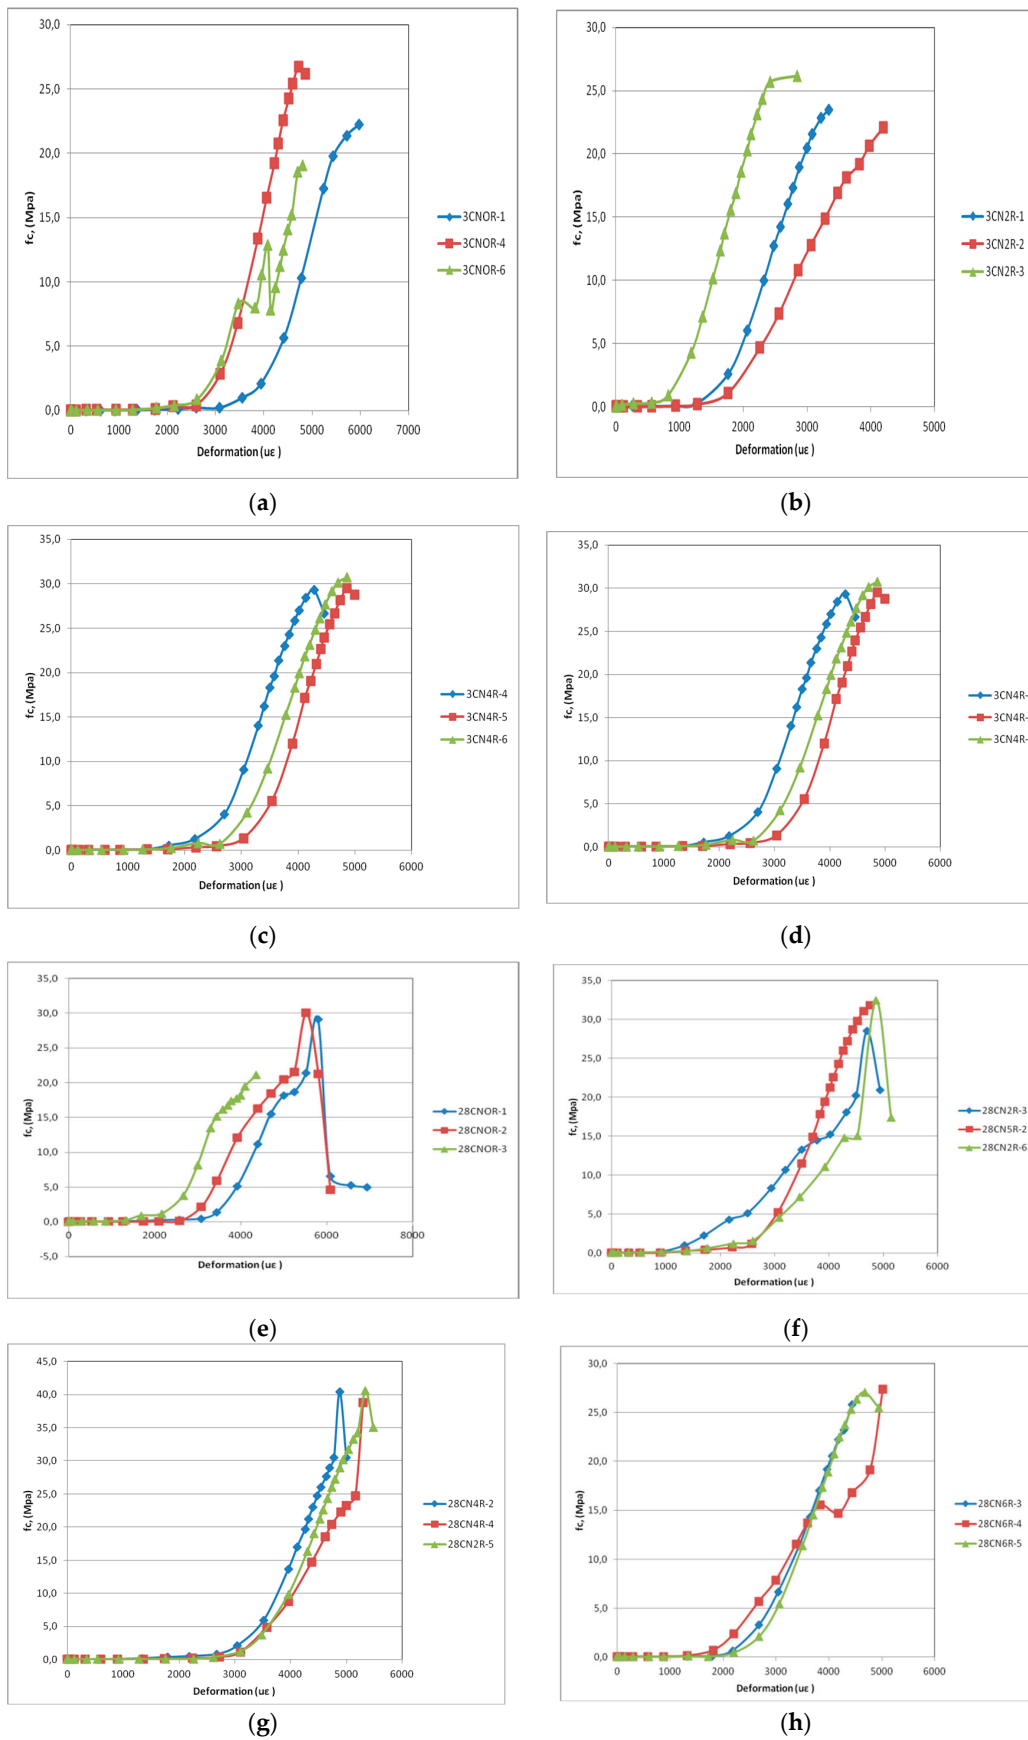 30,0
25,0
20,0
15,0
10,0
5,0
0,0
fc, (Mpa)
0 1000 2000 3000 4000 5000 6000 7000
Deformation (uε )
3CNOR-1
3CNOR-4
3CNOR-6
(a)
30,0
25,0
20,0
15,0
10,0
5,0
0,0
fc, (Mpa)
0 1000 2000 3000 4000 5000
Deformation (uε )
3CN2R-1
3CN2R-2
3CN2R-3
(b)
35,0
30,0
25,0
20,0
15,0
10,0
5,0
0,0
fc, (Mpa)
0 1000 2000 3000 4000 5000 6000
Deformation (uε )
3CN4R-4
3CN4R-5
3CN4R-6
(c)
35,0
30,0
25,0
20,0
15,0
10,0
5,0
0,0
fc, (Mpa)
0 1000 2000 3000 4000 5000 6000
Deformation (uε )
3CN4R-
3CN4R-
3CN4R-
(d)
35,0
30,0
25,0
20,0
15,0
10,0
5,0
0,0
-5,0
fc, (Mpa)
0 2000 4000 6000 8000
Deformation (uε )
28CNOR-1
28CNOR-2
28CNOR-3
(e)
35,0
30,0
25,0
20,0
15,0
10,0
5,0
0,0
fc, (Mpa)
0 1000 2000 3000 4000 5000 6000
Deformation (uε )
28CN2R-3
28CN5R-2
28CN2R-6
(f)
45,0
40,0
35,0
30,0
25,0
20,0
15,0
10,0
5,0
0,0
fc, (Mpa)
0 1000 2000 3000 4000 5000 6000
Deformation (uε )
28CN4R-2
28CN4R-4
28CN2R-5
(g)
30,0
25,0
20,0
15,0
10,0
5,0
0,0
fc, (Mpa)
0 1000 2000 3000 4000 5000 6000
Deformation (uε )
28CN6R-3
28CN6R-4
28CN6R-5
(h)